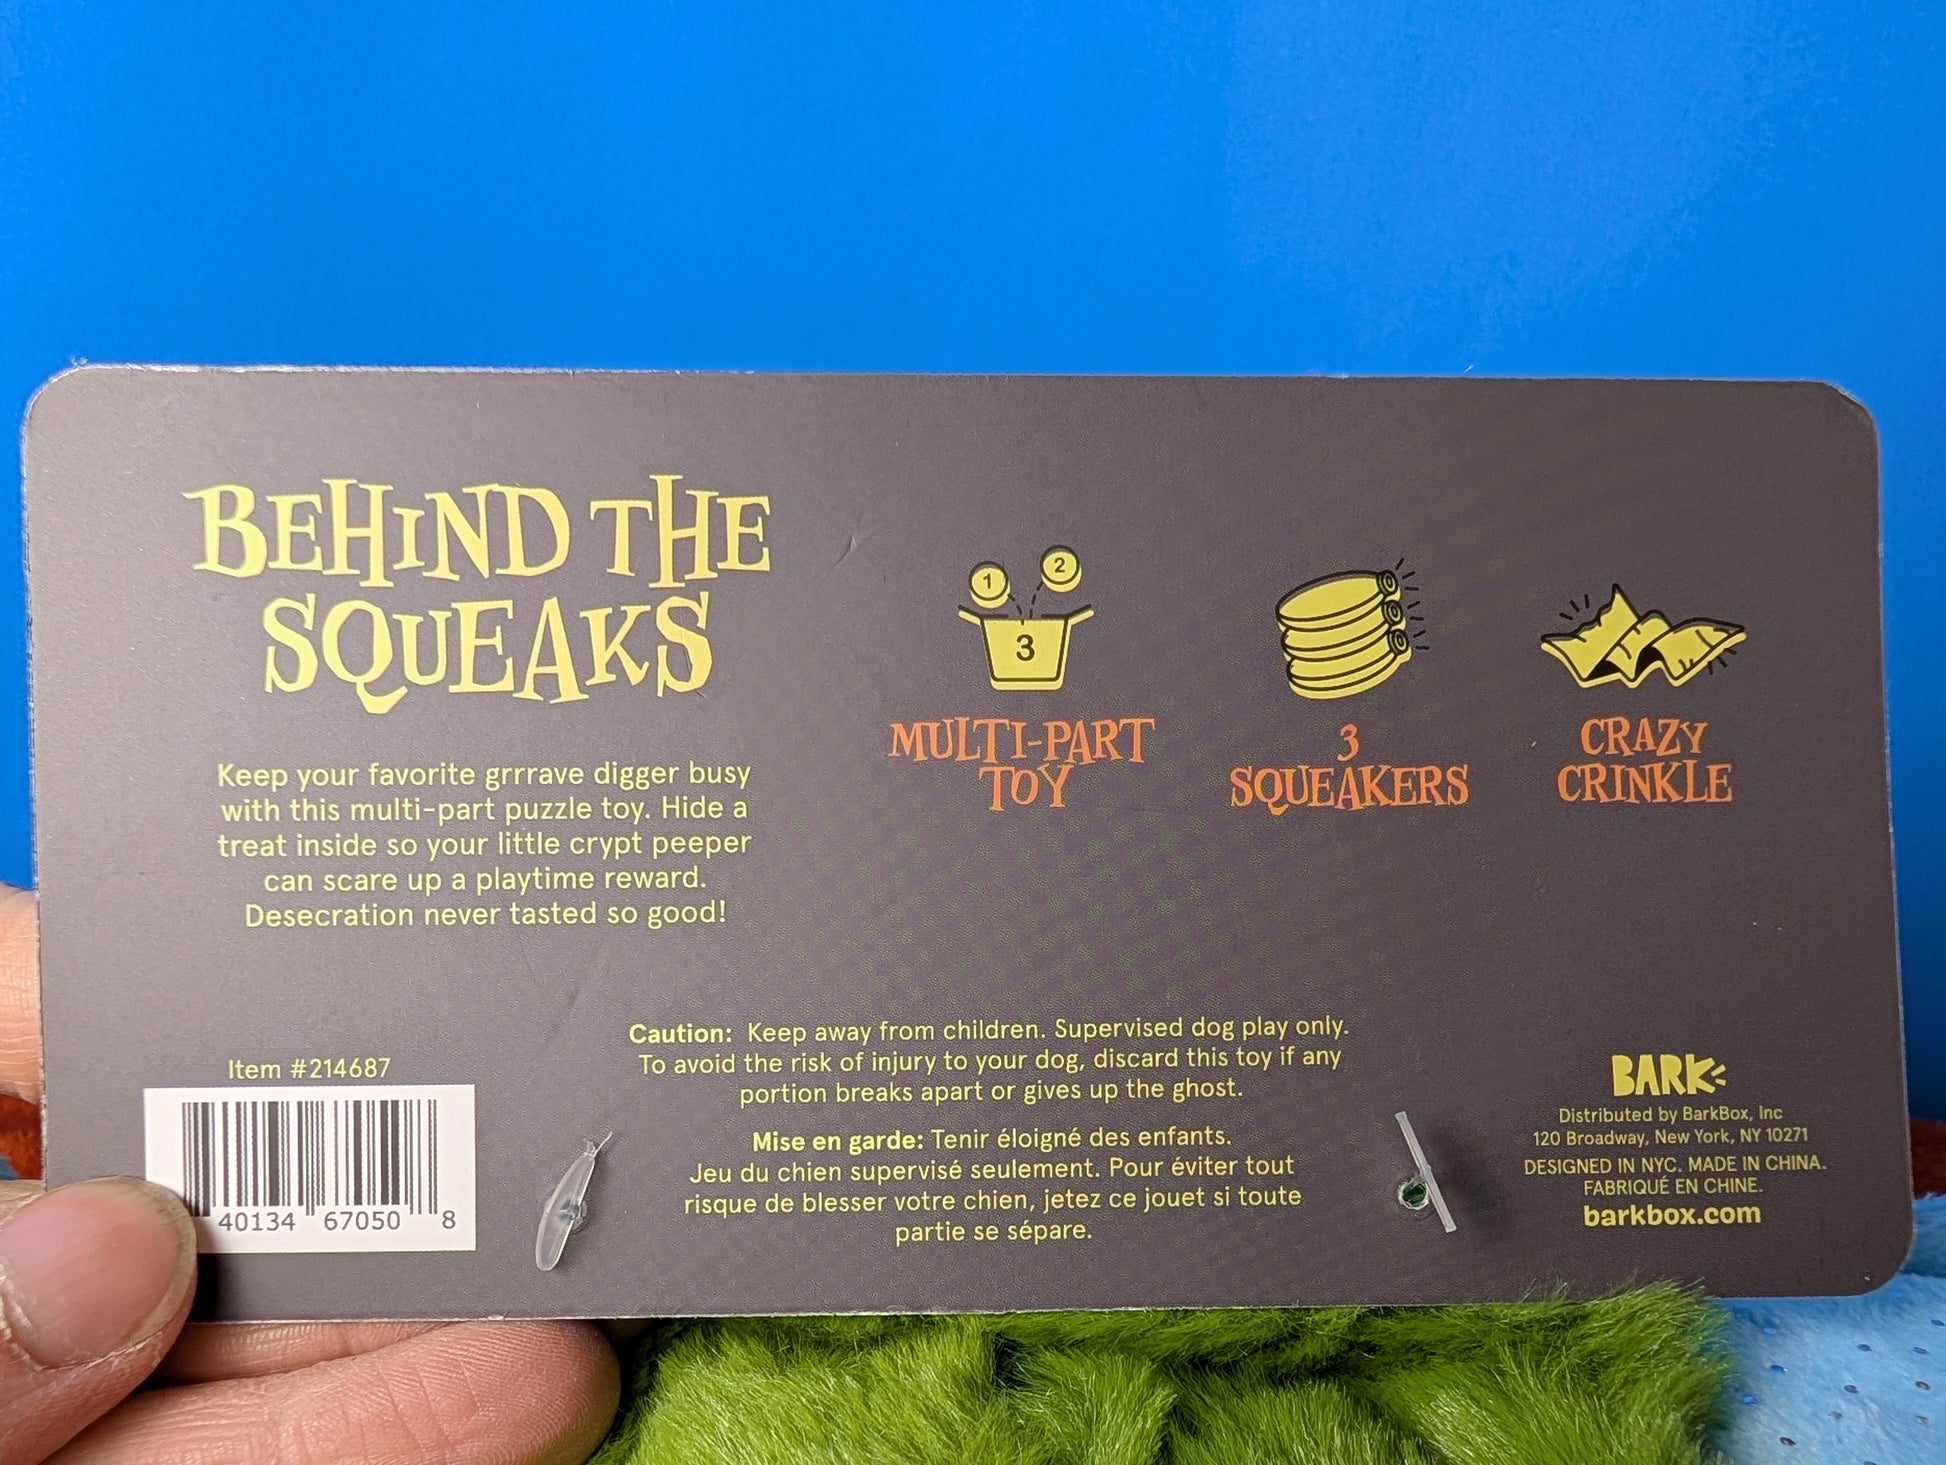 BEHIND THE
SQUEAKS
Keep your favorite grrrave digger busy
with this multi-part puzzle toy. Hide a
treat inside so your little crypt peeper
can scare up a playtime reward.
Desecration never tasted so good!
1
2
3
MULTI-PART
TOY
3
SQUEAKERS
CRAZY
CRINKLE
Item #214687
40134 67050 8
Caution: Keep away from children. Supervised dog play only.
To avoid the risk of injury to your dog, discard this toy if any
portion breaks apart or gives up the ghost.
Mise en garde: Tenir éloigné des enfants.
Jeu du chien supervisé seulement. Pour éviter tout
risque de blesser votre chien, jetez ce jouet si toute
partie se sépare.
BARK
Distributed by BarkBox, Inc
120 Broadway, New York, NY 10271
DESIGNED IN NYC. MADE IN CHINA.
FABRIQUÉ EN CHINE.
barkbox.com